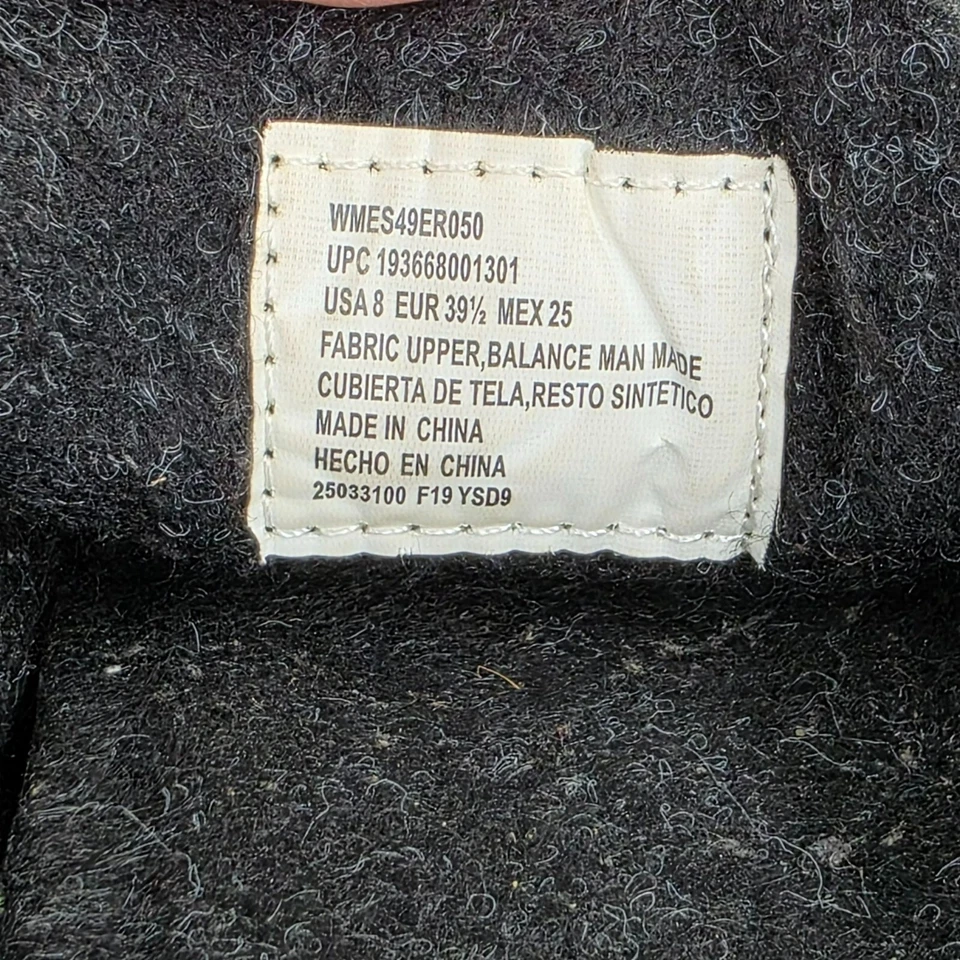 WMES49ER050
UPC 193668001301
USA 8 EUR 39½ MEX 25
FABRIC UPPER,BALANCE MAN MADE
CUBIERTA DE TELA,RESTO SINTETICO
MADE IN CHINA
HECHO EN CHINA
25033100 F19 YSD9